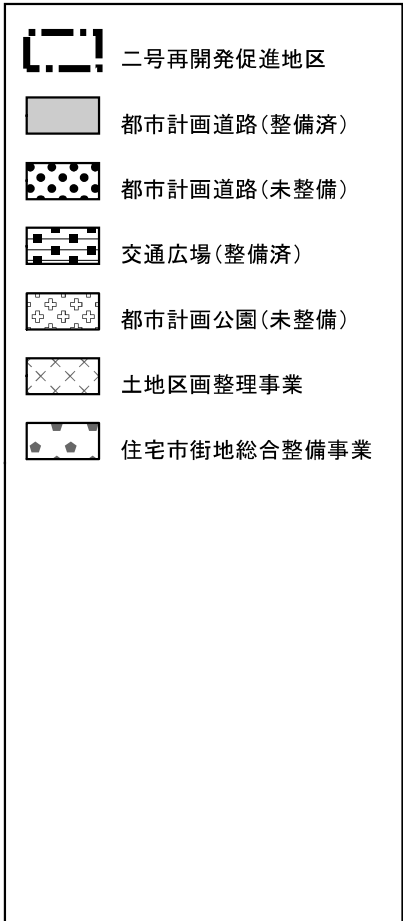 二号再開発促進地区
都市計画道路(整備済)
都市計画道路(未整備)
交通広場(整備済)
都市計画公園(未整備)
土地区画整理事業
住宅市街地総合整備事業